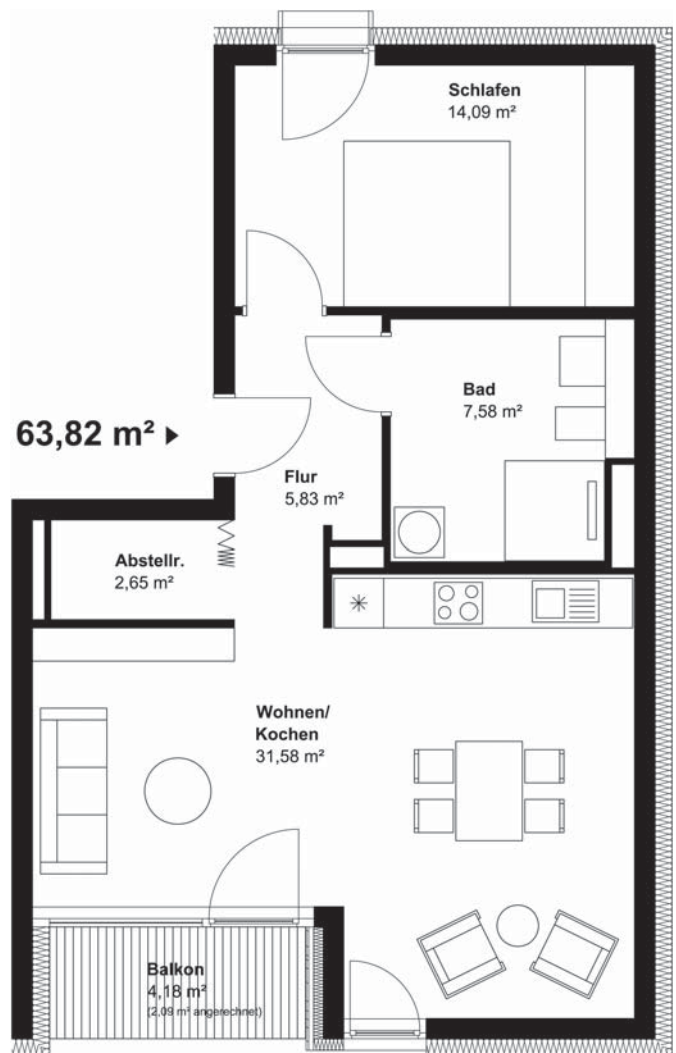 Schlafen
14,09 m²
Bad
7,58 m²
63,82 m²
Flur
5,83 m²
Abstellr.
2,65 m²
Wohnen/
Kochen
31,58 m²
Balkon
4,18 m²
(2,09 m² angerechnet)